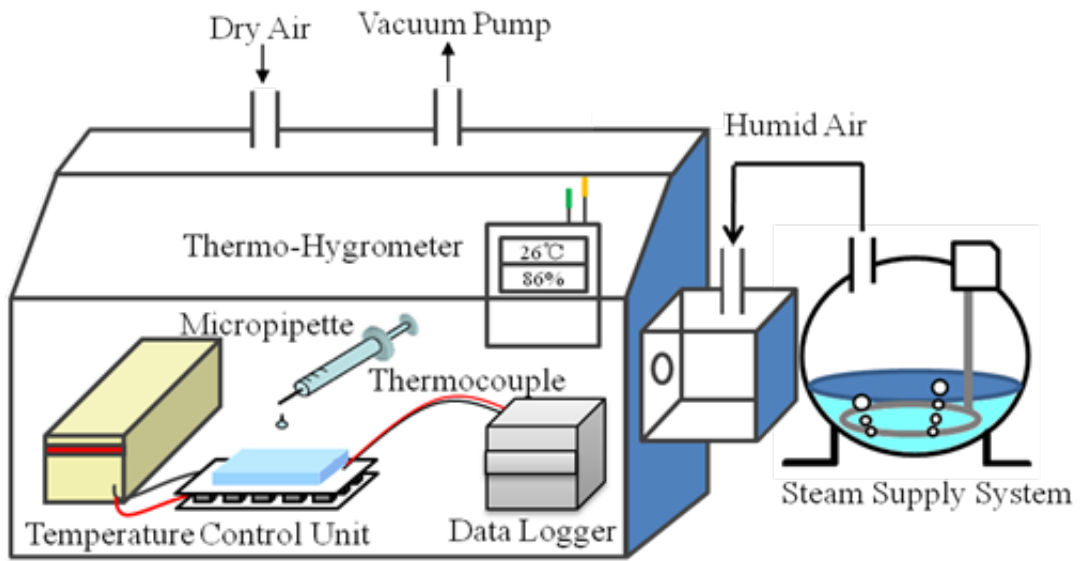 Dry Air
Vacuum Pump
Humid Air
Thermo-Hygrometer
26℃
86%
Micropipette
Thermocouple
Steam Supply System
Temperature Control Unit
Data Logger